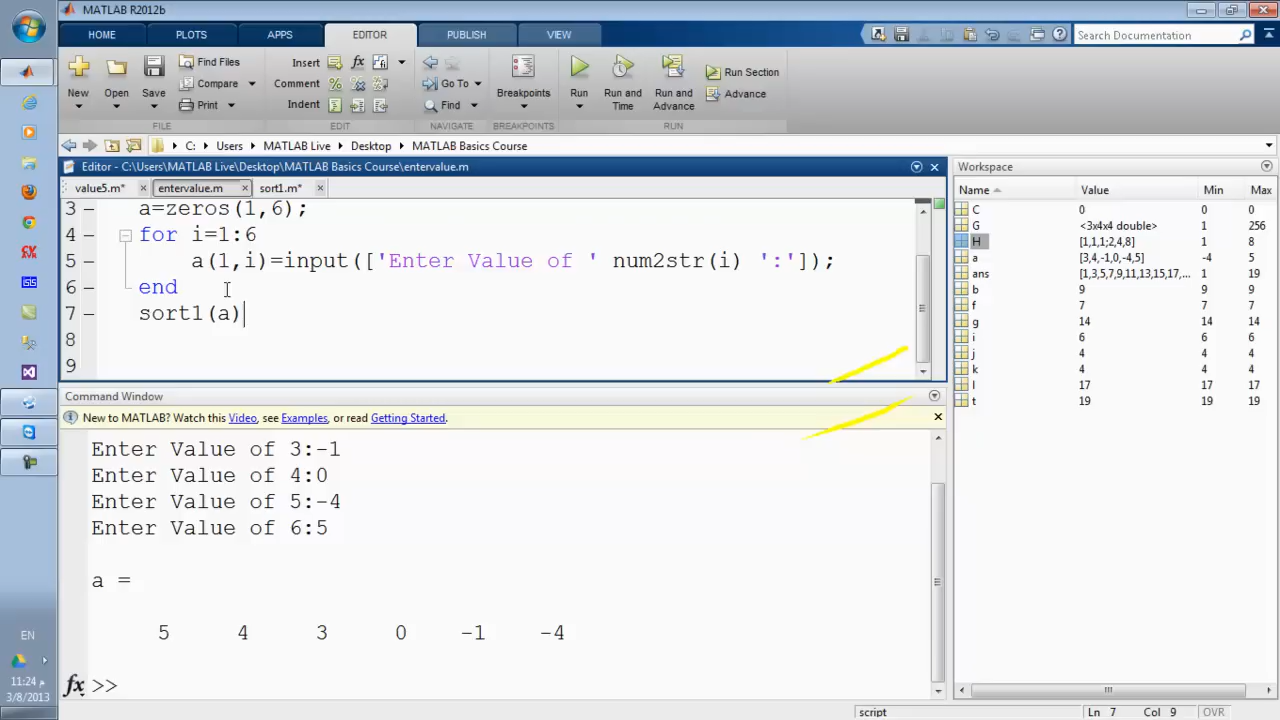 MATLAB R2012b
HOME PLOTS APPS EDITOR PUBLISH VIEW Search Documentation
New Open Save Find Files Compare Print Insert fx Comment Indent Go To Find Breakpoints Run Run and Time Run and Advance Run Section Advance
FILE EDIT NAVIGATE BREAKPOINTS RUN
C: Users MATLAB Live Desktop MATLAB Basics Course
Editor - C:\Users\MATLAB Live\Desktop\MATLAB Basics Course\entervalue.m
value5.m* entervalue.m sort1.m*
3 – a=zeros(1,6);
4 – for i=1:6
5 – a(1,i)=input(['Enter Value of ' num2str(i) ':']);
6 – end
7 – sort1(a)
8
9
Command Window
New to MATLAB? Watch this Video, see Examples, or read Getting Started.
Enter Value of 3:-1
Enter Value of 4:0
Enter Value of 5:-4
Enter Value of 6:5
a =
5 4 3 0 -1 -4
fx >>
Workspace
Name Value Min Max
C 0 0 0
G <3x4x4 double> 1 256
H [1,1,1;2,4,8] 1 8
a [3,4,-1,0,-4,5] -4 5
ans [1,3,5,7,9,11,13,15,17,... 1 19
b 9 9 9
f 7 7 7
g 14 14 14
i 6 6 6
j 4 4 4
k 4 4 4
l 17 17 17
t 19 19 19
script Ln 7 Col 9 OVR
EN
11:24 م
3/8/2013